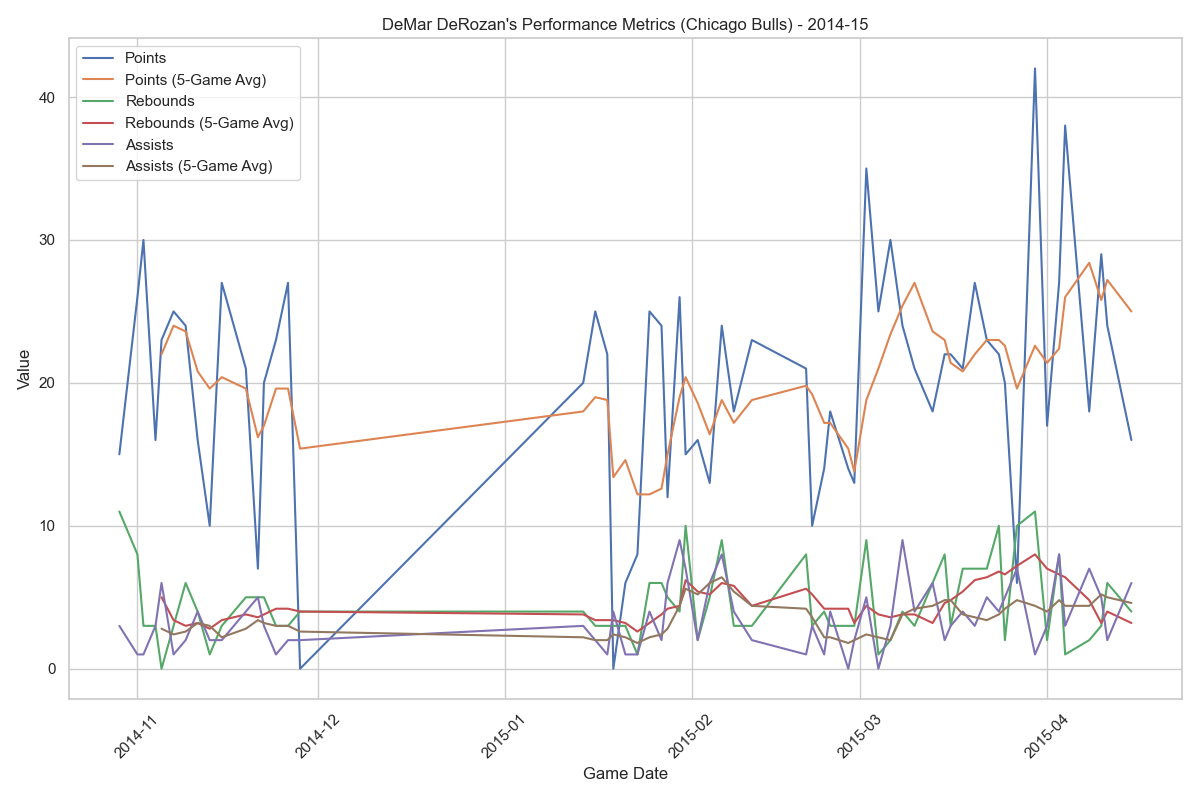 DeMar DeRozan's Performance Metrics (Chicago Bulls) - 2014-15
Points
Points (5-Game Avg)
Rebounds
Rebounds (5-Game Avg)
Assists
Assists (5-Game Avg)
Value
40
30
20
10
0
2014-11
2014-12
2015-01
2015-02
2015-03
2015-04
Game Date